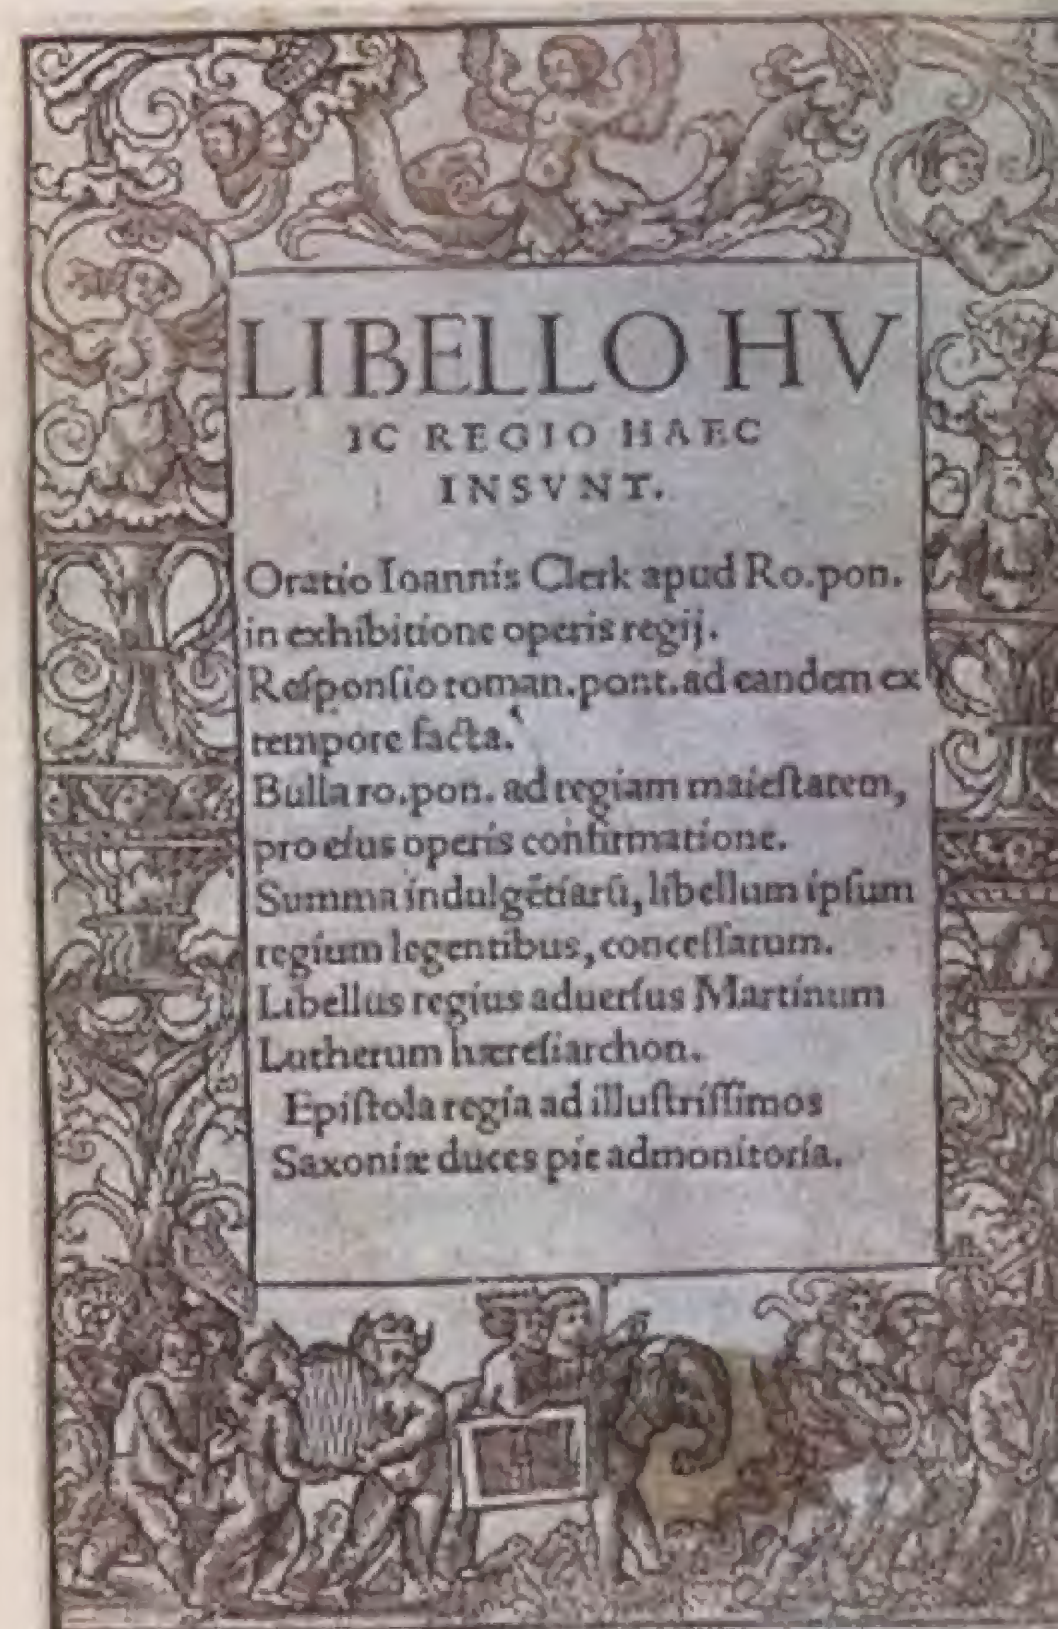 LIBELLO HV
IC REGIO HAEC
INSVNT.
Oratio Ioannis Clerk apud Ro.pon.
in exhibitione operis regij.
Reſponſio roman.pont.ad eandem ex
tempore facta.
Bulla ro.pon. ad regiam maieſtatem,
pro eius operis confirmatione.
Summa indulgẽtiarũ, libellum ipſum
regium legentibus, conceſſarum.
Libellus regius aduerſus Martinum
Lutherum hæreſiarchon.
Epiſtola regia ad illuſtriſſimos
Saxoniæ duces pie admonitoria.